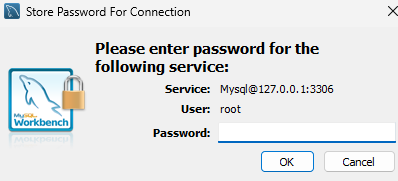 Store Password For Connection
Please enter password for the
following service:
Service: Mysql@127.0.0.1:3306
User: root
Password:
MySQL
Workbench
OK Cancel